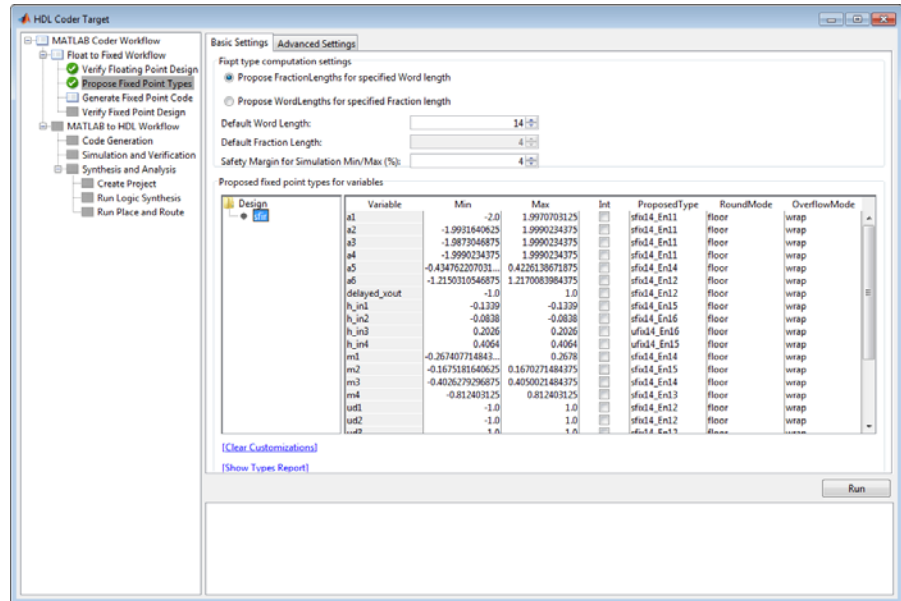 HDL Coder Target
MATLAB Coder Workflow
Float to Fixed Workflow
Verify Floating Point Design
Propose Fixed Point Types
Generate Fixed Point Code
Verify Fixed Point Design
MATLAB to HDL Workflow
Code Generation
Simulation and Verification
Synthesis and Analysis
Create Project
Run Logic Synthesis
Run Place and Route
Basic Settings Advanced Settings
Fixpt type computation settings
Propose FractionLengths for specified Word length
Propose WordLengths for specified Fraction length
Default Word Length: 14
Default Fraction Length: 4
Safety Margin for Simulation Min/Max (%): 4
Proposed fixed point types for variables
Design
sfir
Variable Min Max Int ProposedType RoundMode OverflowMode
a1 -2.0 1.9970703125 sfix14_En11 floor wrap
a2 -1.9931640625 1.9990234375 sfix14_En11 floor wrap
a3 -1.9873046875 1.9990234375 sfix14_En11 floor wrap
a4 -1.9990234375 1.9990234375 sfix14_En11 floor wrap
a5 -0.434762207031... 0.4226138671875 sfix14_En14 floor wrap
a6 -1.2150310546875 1.2170083984375 sfix14_En12 floor wrap
delayed_xout -1.0 1.0 sfix14_En12 floor wrap
h_in1 -0.1339 -0.1339 sfix14_En15 floor wrap
h_in2 -0.0838 -0.0838 sfix14_En16 floor wrap
h_in3 0.2026 0.2026 ufix14_En16 floor wrap
h_in4 0.4064 0.4064 ufix14_En15 floor wrap
m1 -0.267407714843... 0.2678 sfix14_En14 floor wrap
m2 -0.1675181640625 0.1670271484375 sfix14_En15 floor wrap
m3 -0.4026279296875 0.4050021484375 sfix14_En14 floor wrap
m4 -0.812403125 0.812403125 sfix14_En13 floor wrap
ud1 -1.0 1.0 sfix14_En12 floor wrap
ud2 -1.0 1.0 sfix14_En12 floor wrap
[Clear Customizations]
[Show Types Report]
Run